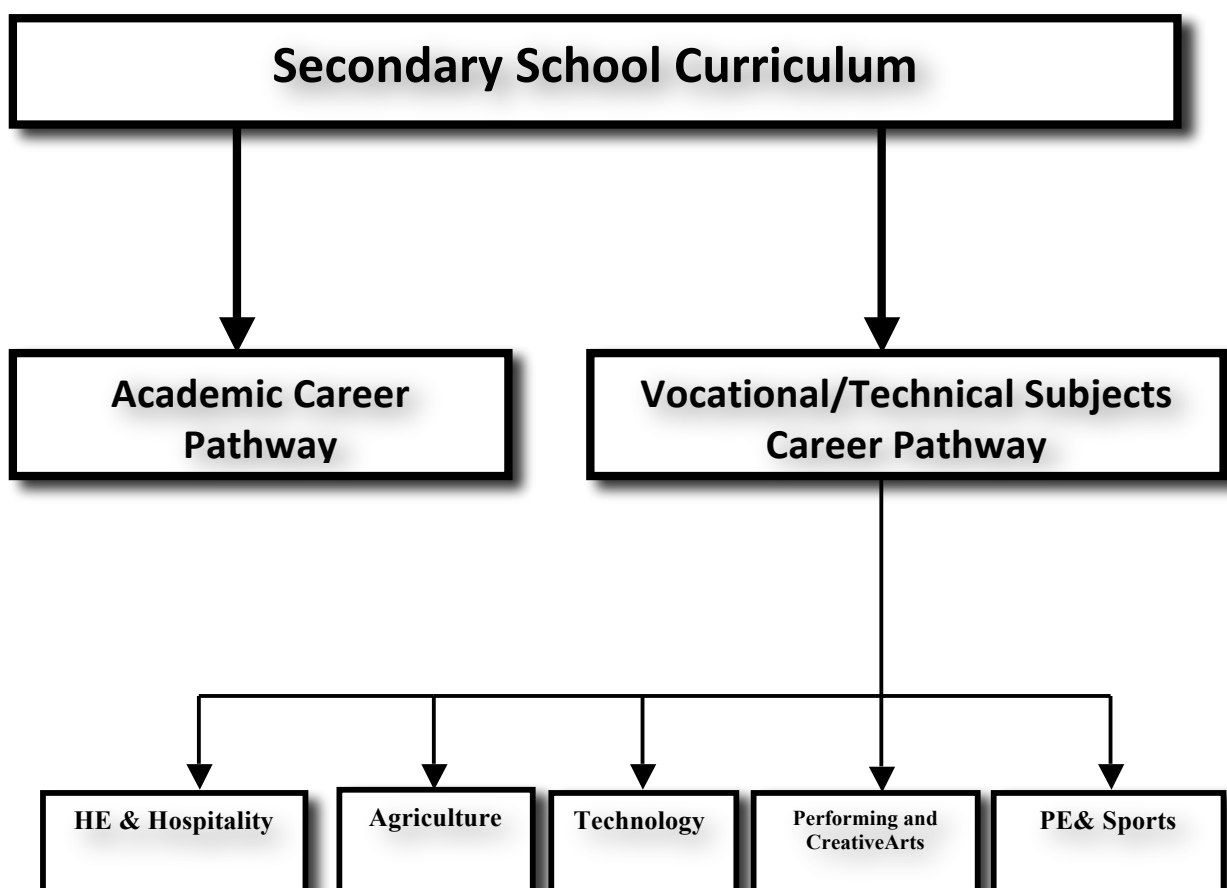 Secondary School Curriculum
Academic Career
Pathway
Vocational/Technical Subjects
Career Pathway
HE & Hospitality
Agriculture
Technology
Performing and
CreativeArts
PE& Sports